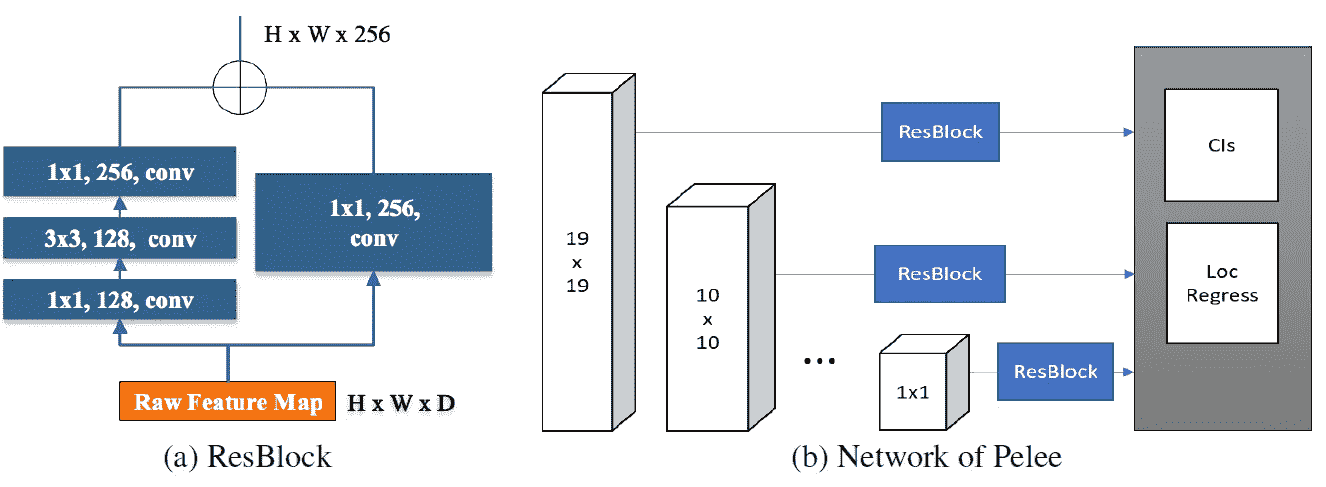 H x W x 256
1x1, 256, conv
3x3, 128, conv
1x1, 128, conv
1x1, 256,
conv
Raw Feature Map
H x W x D
(a) ResBlock
19
x
19
10
x
10
...
1x1
ResBlock
ResBlock
ResBlock
Cls
Loc
Regress
(b) Network of Pelee